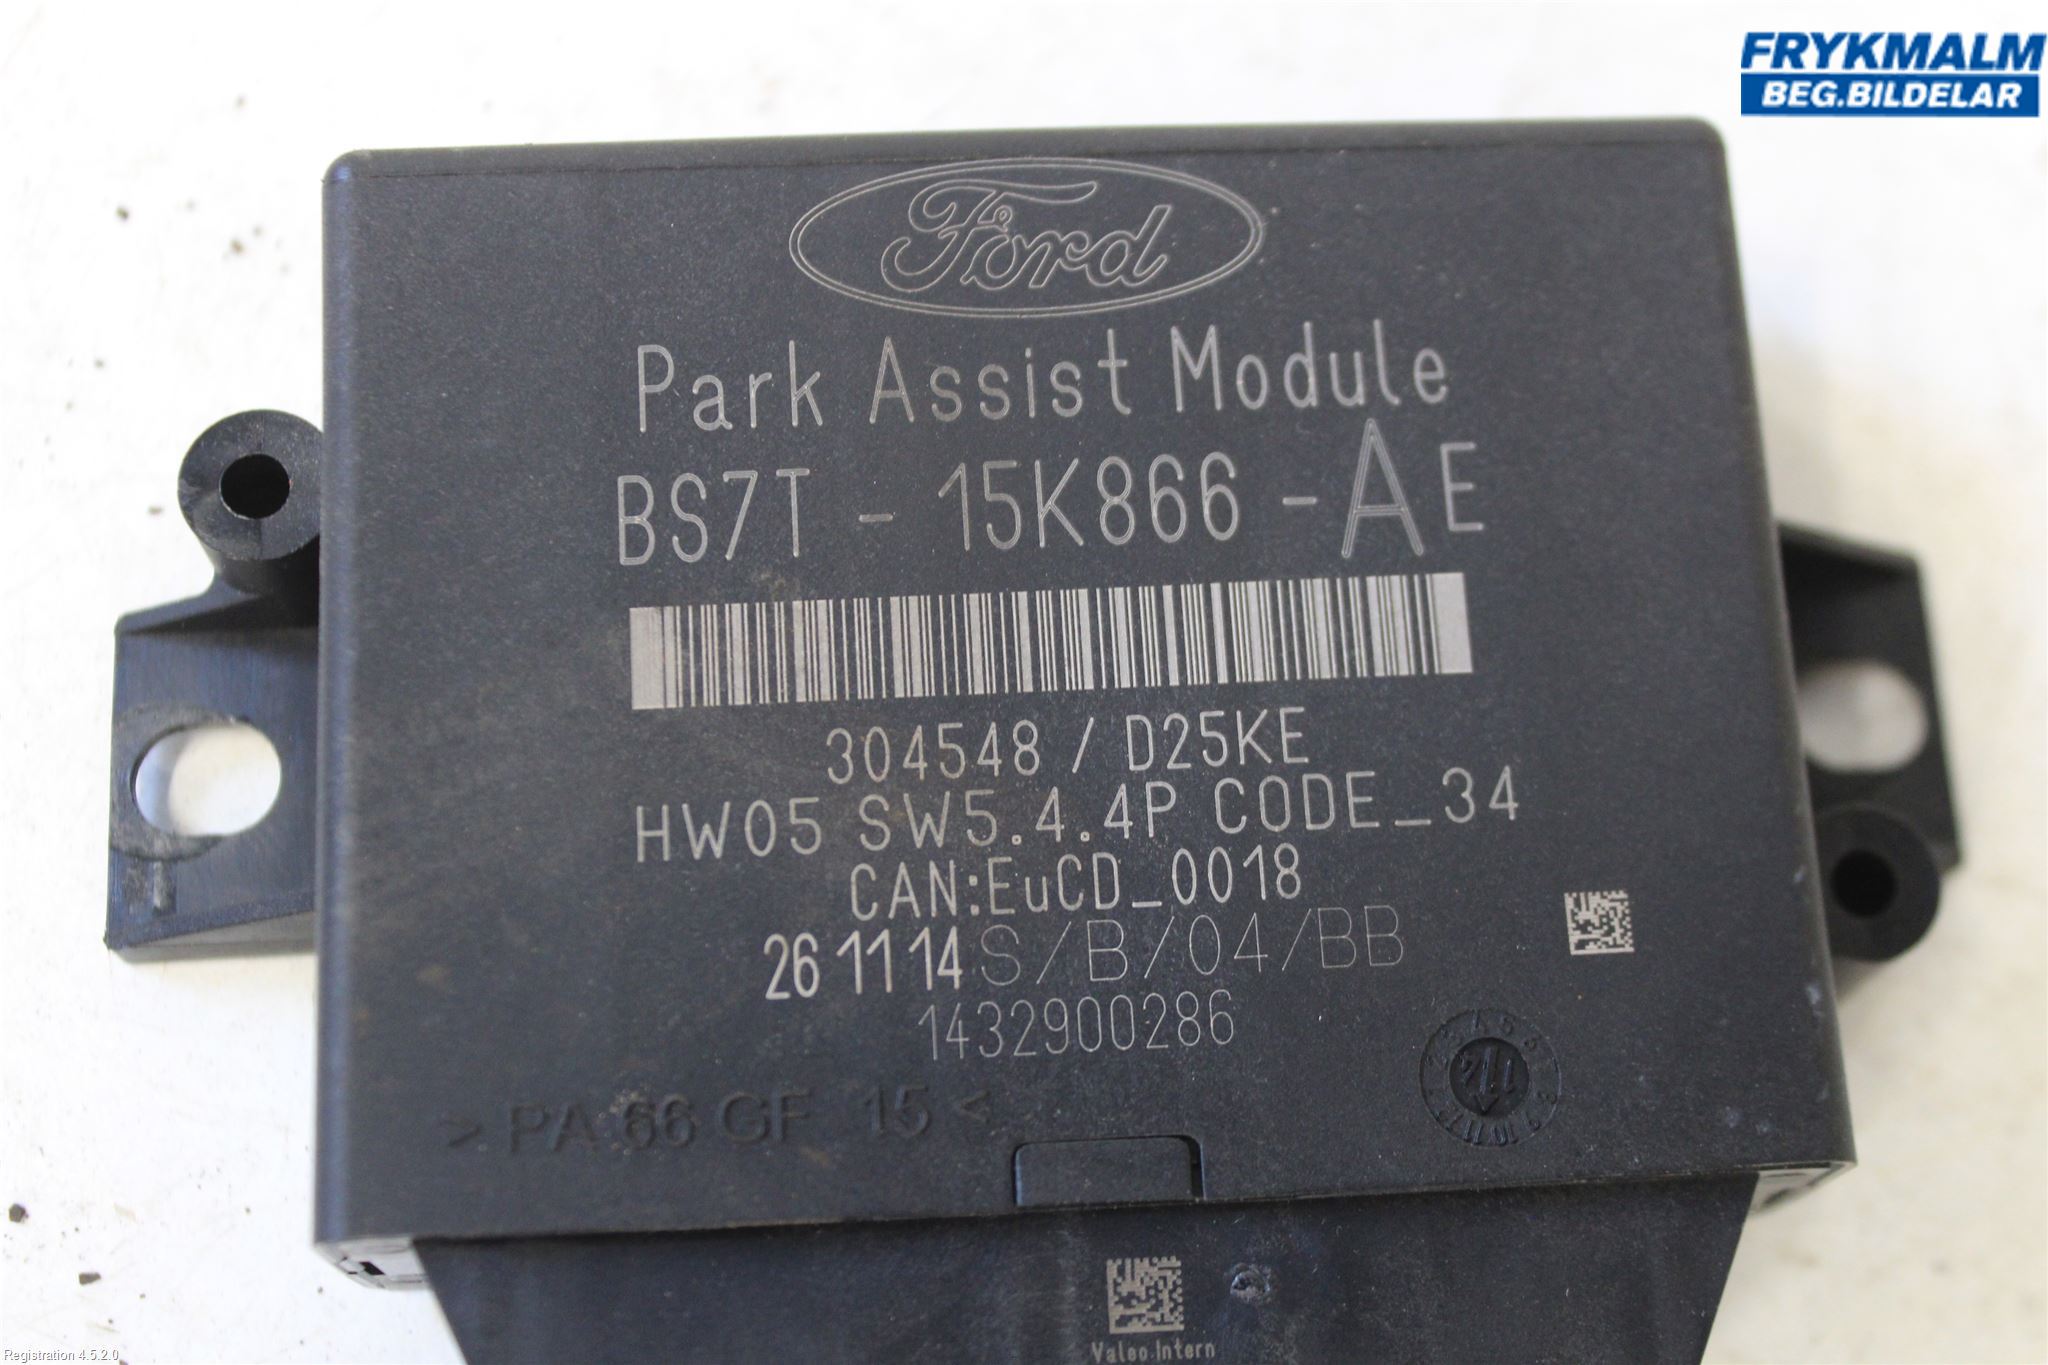 FRYKMALM
BEG.BILDELAR
Ford
Park Assist Module
BS7T - 15K866 - AE
304548 / D25KE
HW05 SW5.4.4P CODE_34
CAN:EuCD_0018
26 11 14 S/B/04/BB
1432900286
> PA 66 GF 15 <
Valeo Intern
Registration 4.5.2.0